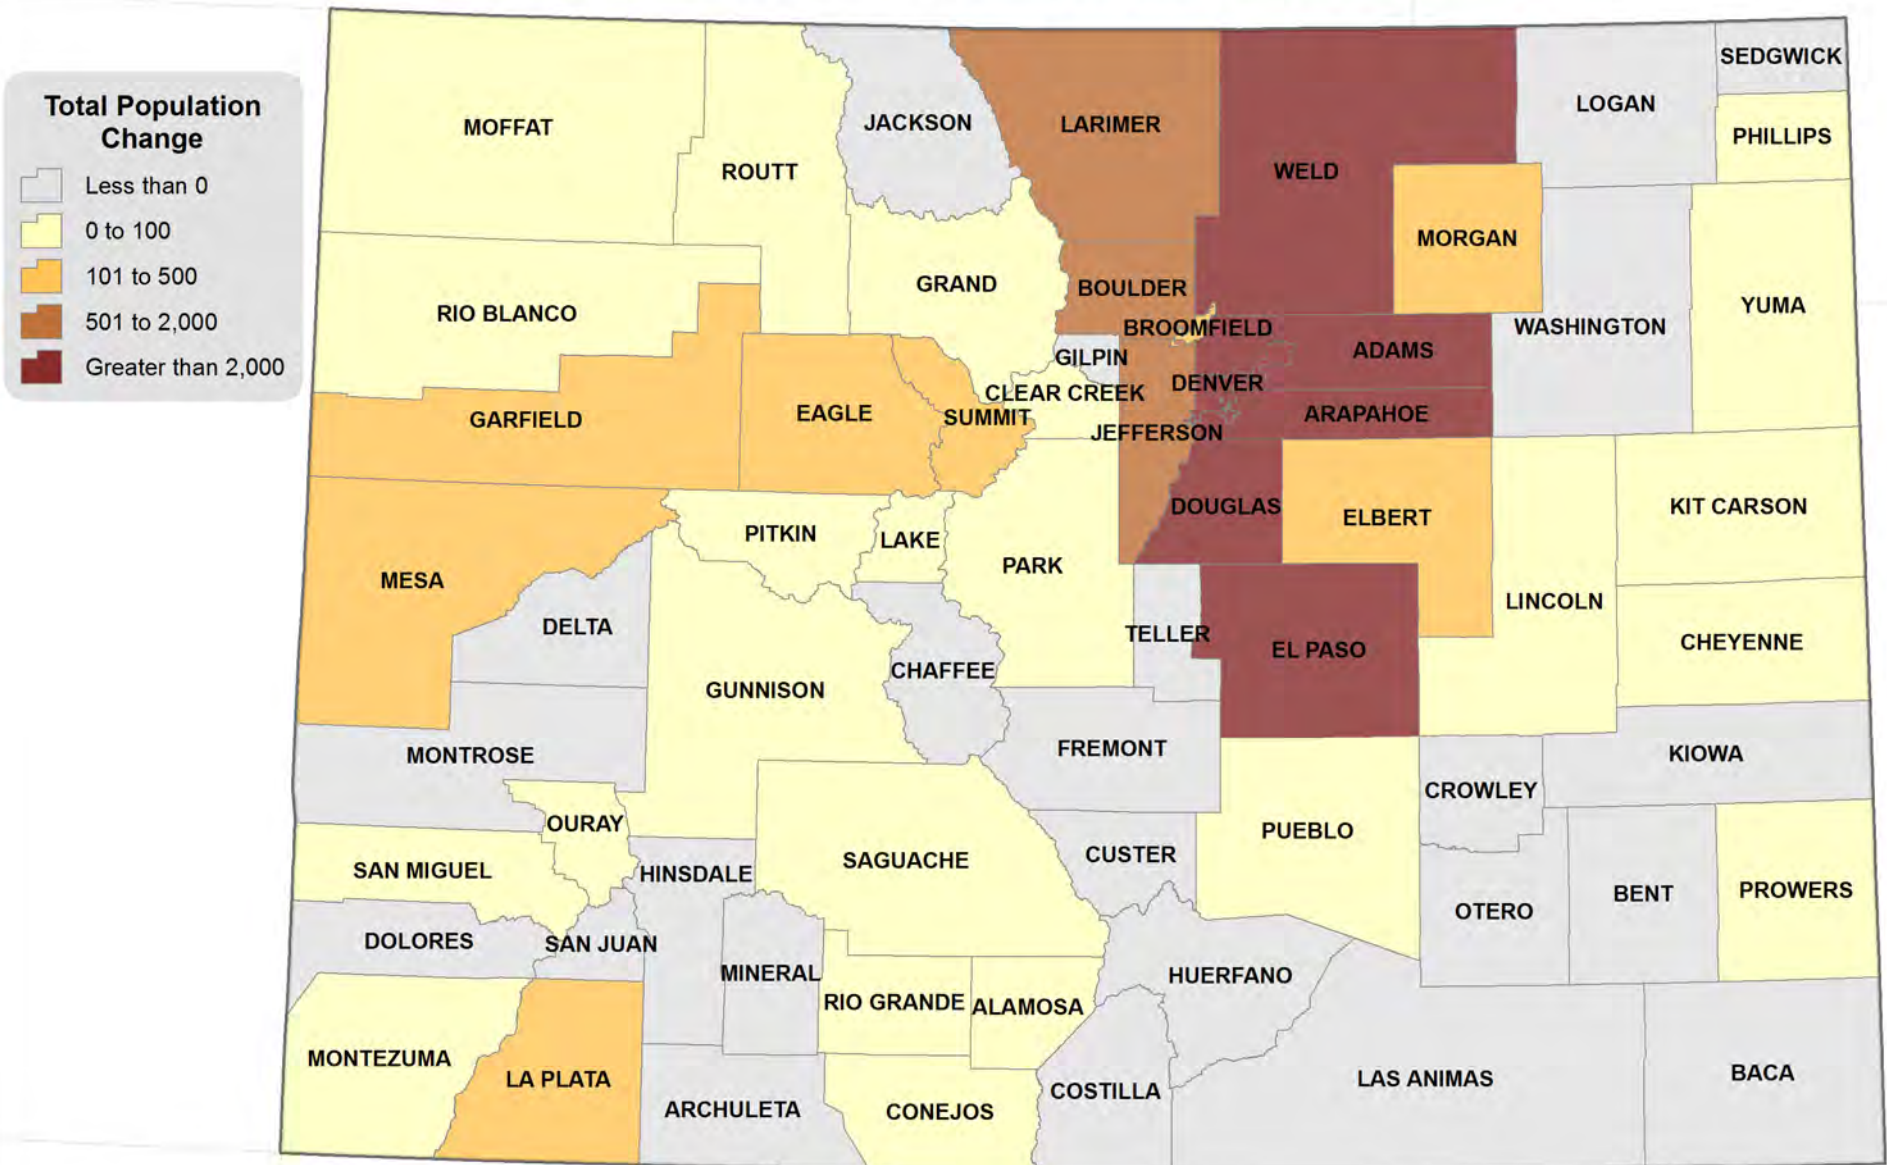 Total Population
Change
Less than 0
0 to 100
101 to 500
501 to 2,000
Greater than 2,000
MOFFAT
ROUTT
JACKSON
LARIMER
WELD
LOGAN
SEDGWICK
PHILLIPS
MORGAN
YUMA
WASHINGTON
RIO BLANCO
GRAND
BOULDER
BROOMFIELD
GILPIN
ADAMS
CLEAR CREEK
DENVER
GARFIELD
EAGLE
SUMMIT
JEFFERSON
ARAPAHOE
DOUGLAS
ELBERT
KIT CARSON
PITKIN
LAKE
PARK
MESA
LINCOLN
DELTA
TELLER
EL PASO
CHEYENNE
CHAFFEE
GUNNISON
MONTROSE
FREMONT
KIOWA
CROWLEY
OURAY
PUEBLO
SAN MIGUEL
HINSDALE
SAGUACHE
CUSTER
OTERO
BENT
PROWERS
DOLORES
SAN JUAN
MINERAL
RIO GRANDE
ALAMOSA
HUERFANO
MONTEZUMA
LA PLATA
ARCHULETA
CONEJOS
COSTILLA
LAS ANIMAS
BACA